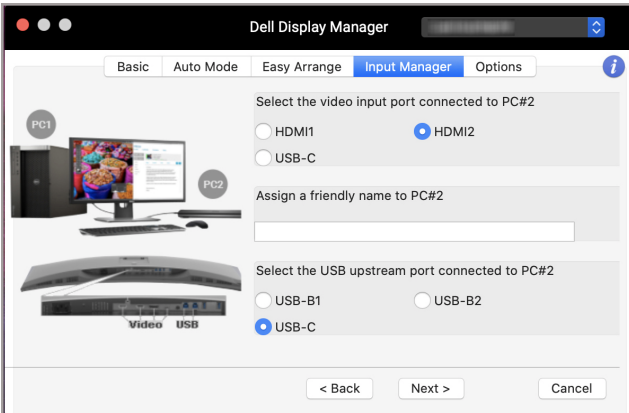 Dell Display Manager
Basic Auto Mode Easy Arrange Input Manager Options
i
Select the video input port connected to PC#2
HDMI1 HDMI2
USB-C
Assign a friendly name to PC#2
Select the USB upstream port connected to PC#2
USB-B1 USB-B2
USB-C
PC1
PC2
Video USB
< Back Next > Cancel